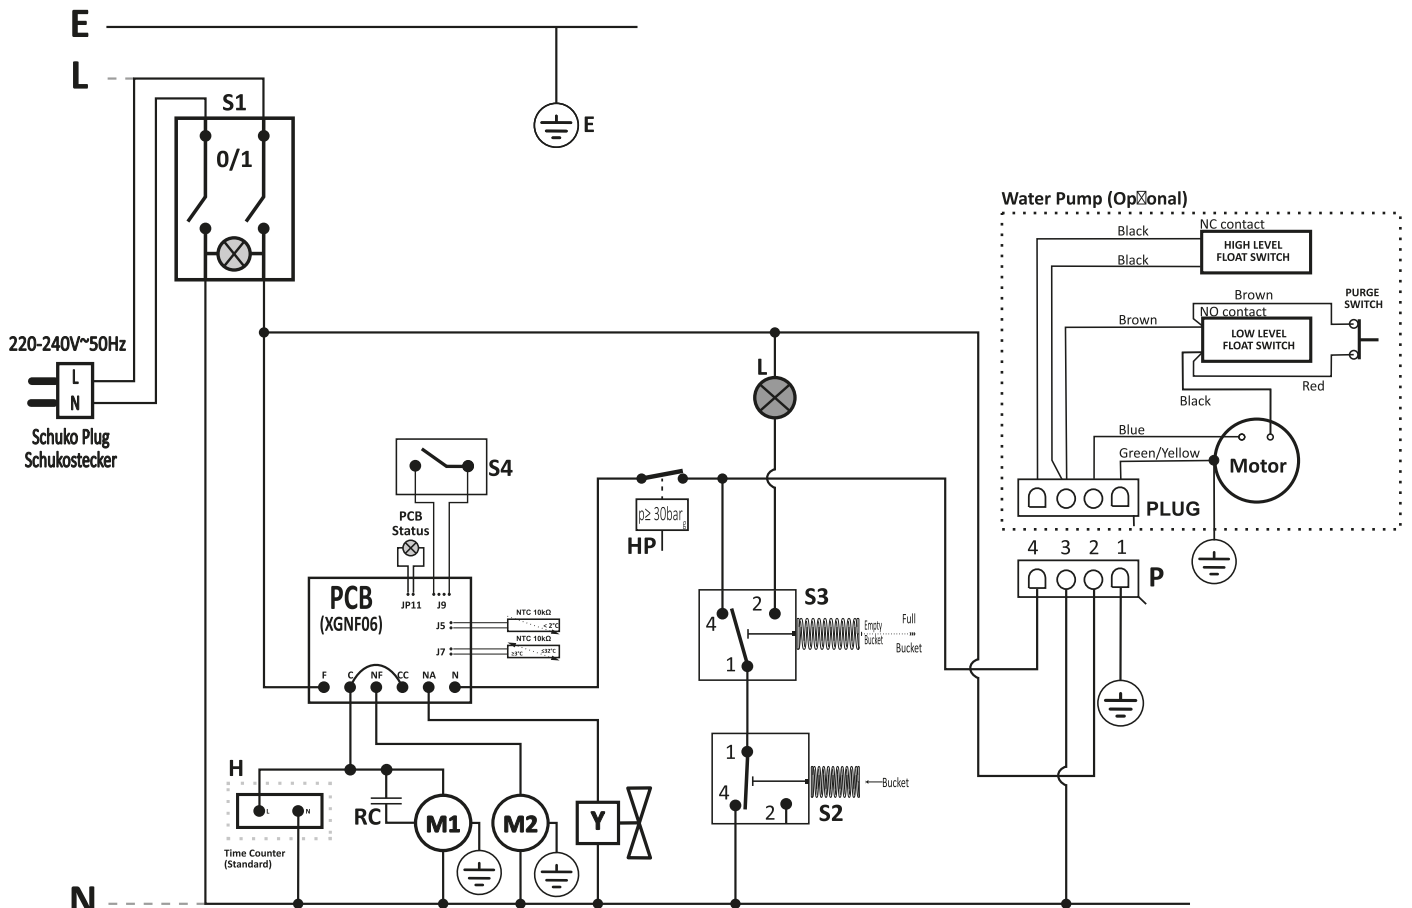 E
L
S1
0/1
E
Water Pump (Op☒onal)
NC contact
Black
HIGH LEVEL
FLOAT SWITCH
Black
Brown
PURGE
SWITCH
NO contact
Brown
LOW LEVEL
FLOAT SWITCH
Red
Black
Blue
Green/Yellow
Motor
PLUG
4 3 2 1
P
220-240V~50Hz
L
N
Schuko Plug
Schukostecker
L
S4
PCB
Status
p≥ 30bar
HP
PCB
(XGNF06)
JP11 J9
J5
NTC 10kΩ
< 2°C
J7
NTC 10kΩ
≥3°C ≤32°C
F C NF CC NA N
S3
2
4
1
Empty
Bucket
Full
Bucket
1
4
2
S2
Bucket
H
L N
Time Counter
(Standard)
RC
M1
M2
Y
N